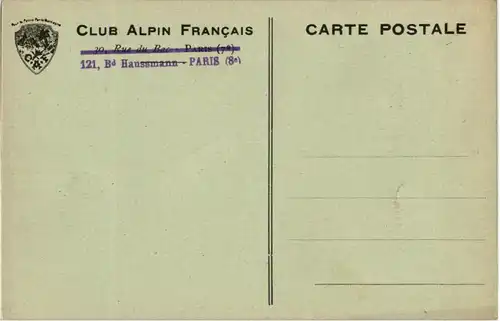 CLUB ALPIN FRANÇAIS
30, Rue du Bac - PARIS (7e)
121, Bd Haussmann - PARIS (8e)
CARTE POSTALE
C.A.F.